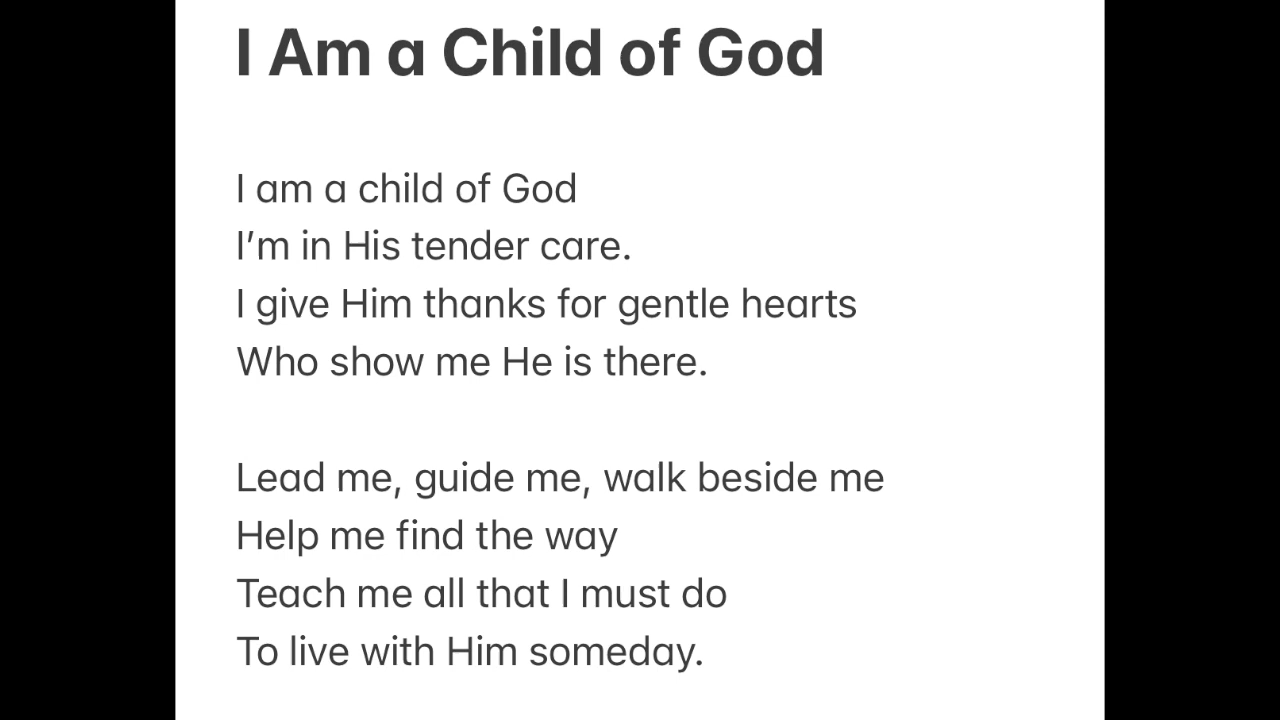 I Am a Child of God
I am a child of God
I’m in His tender care.
I give Him thanks for gentle hearts
Who show me He is there.
Lead me, guide me, walk beside me
Help me find the way
Teach me all that I must do
To live with Him someday.